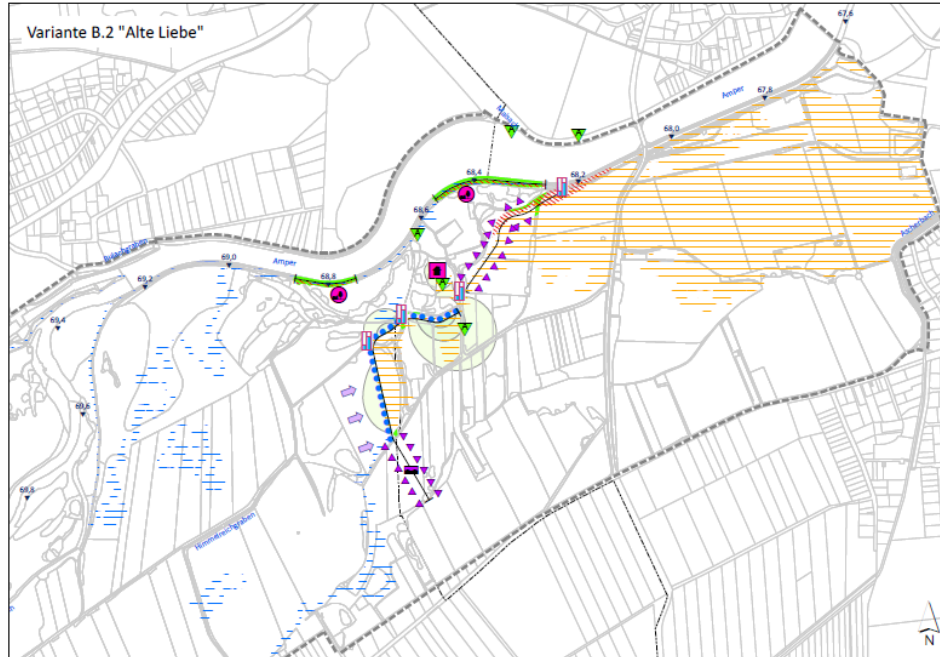 Variante B.2 "Alte Liebe"
67,6
Amper
67,8
68,0
68,4
68,2
68,6
Ascherbach
69,0
Amper
69,2
68,8
69,4
69,6
69,8
Himmelreichgraben
N